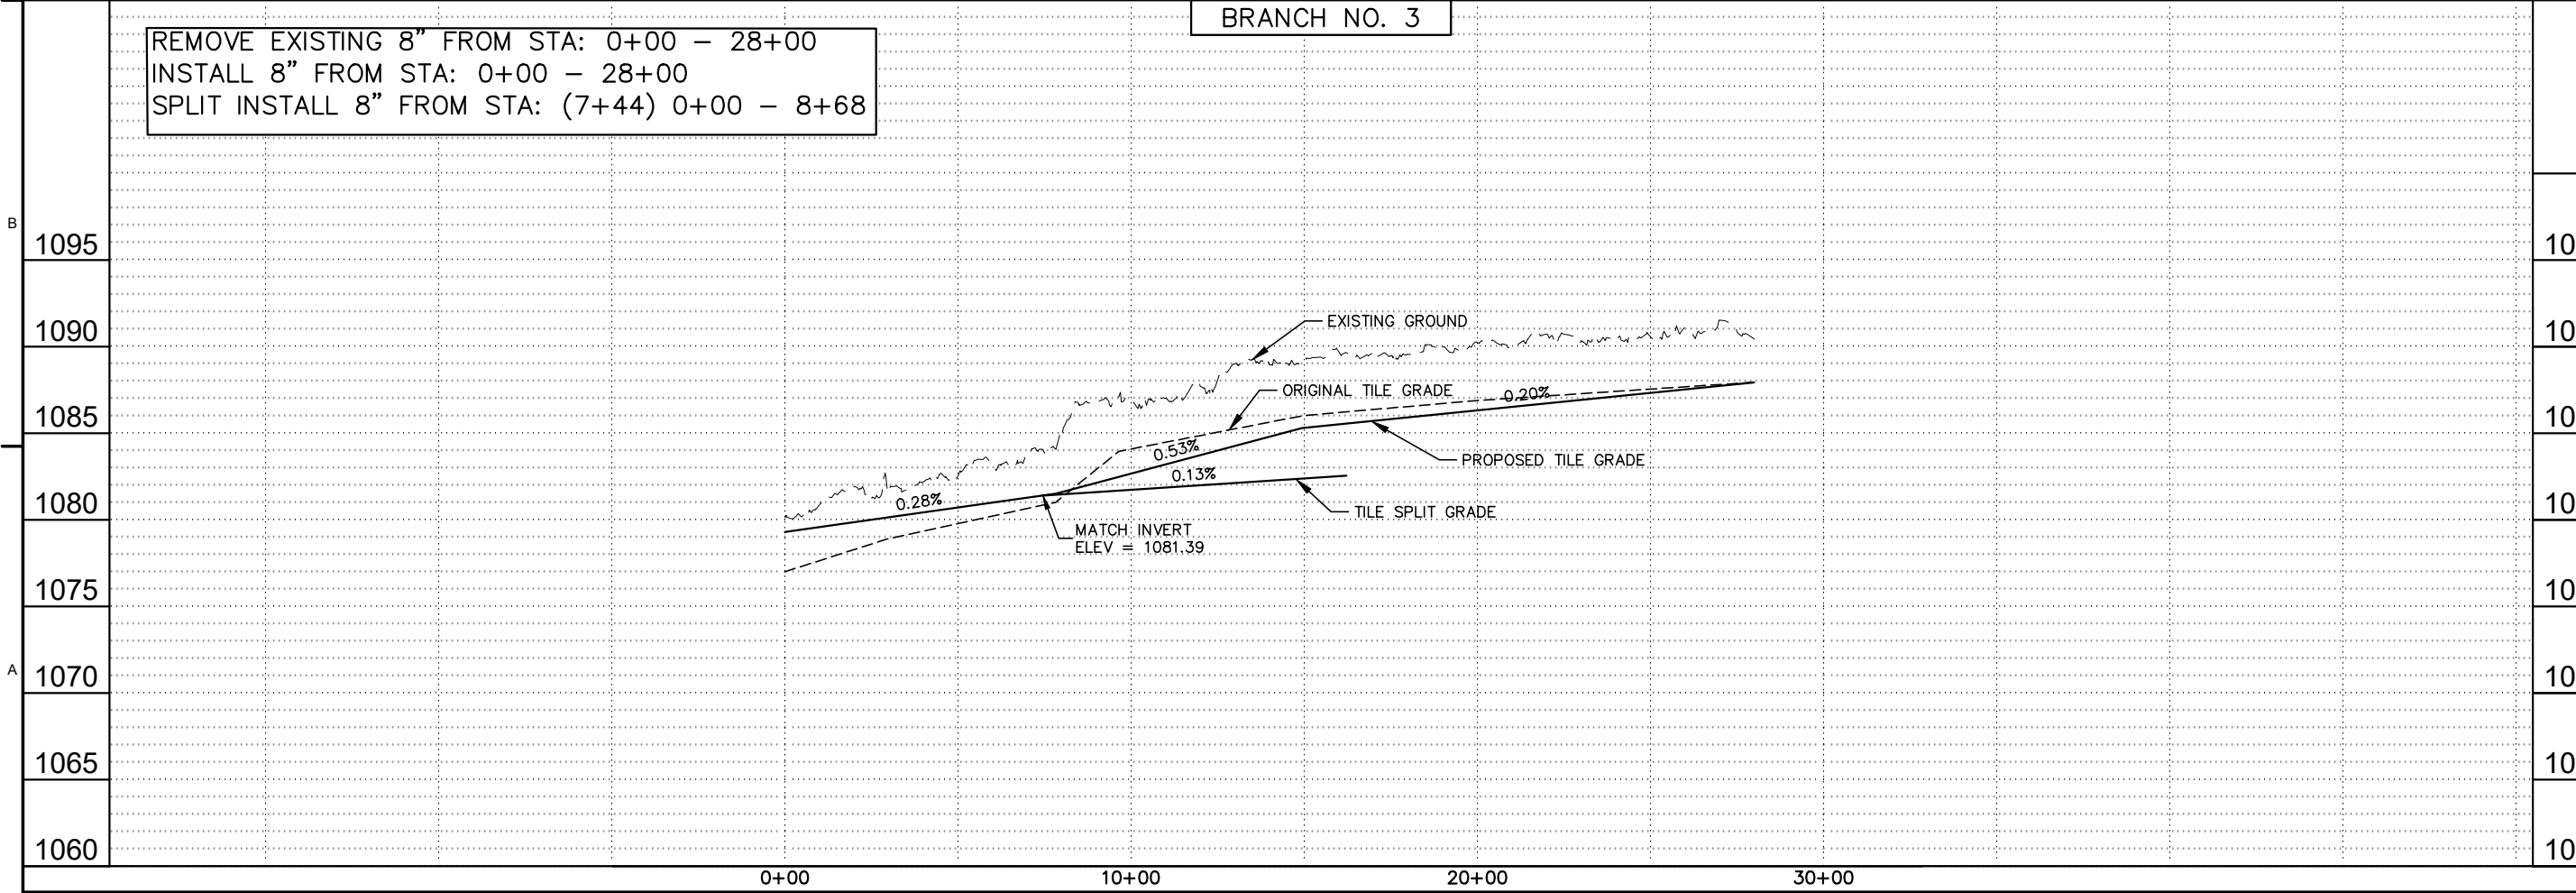 BRANCH NO. 3
REMOVE EXISTING 8" FROM STA: 0+00 – 28+00
INSTALL 8" FROM STA: 0+00 – 28+00
SPLIT INSTALL 8" FROM STA: (7+44) 0+00 – 8+68
B
1095
10
1090
10
EXISTING GROUND
ORIGINAL TILE GRADE
0.20%
1085
10
0.53%
PROPOSED TILE GRADE
0.13%
1080
10
0.28%
TILE SPLIT GRADE
MATCH INVERT
ELEV = 1081.39
1075
10
A
1070
10
1065
10
1060
10
0+00
10+00
20+00
30+00